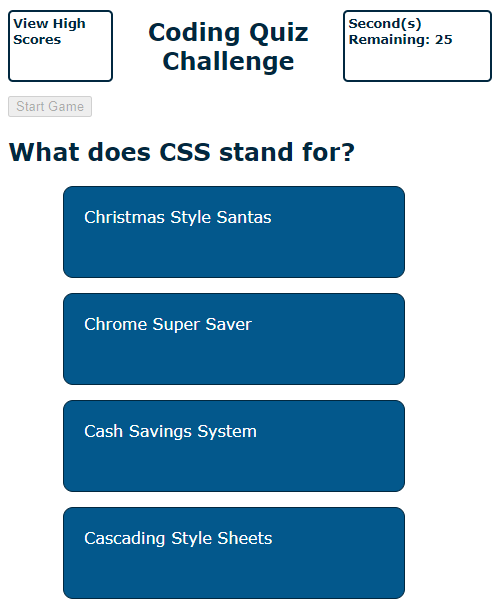 View High
Scores
Coding Quiz
Challenge
Second(s)
Remaining: 25
Start Game
What does CSS stand for?
Christmas Style Santas
Chrome Super Saver
Cash Savings System
Cascading Style Sheets